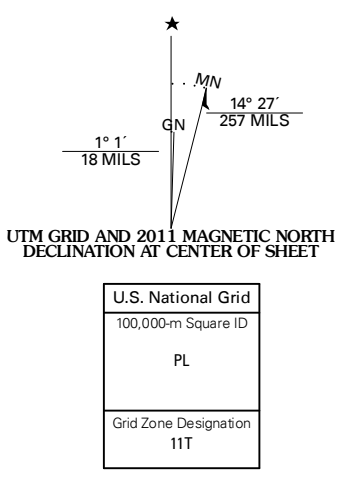 MN
GN
14° 27´
257 MILS
1° 1´
18 MILS
UTM GRID AND 2011 MAGNETIC NORTH
DECLINATION AT CENTER OF SHEET
U.S. National Grid
100,000-m Square ID
PL
Grid Zone Designation
11T